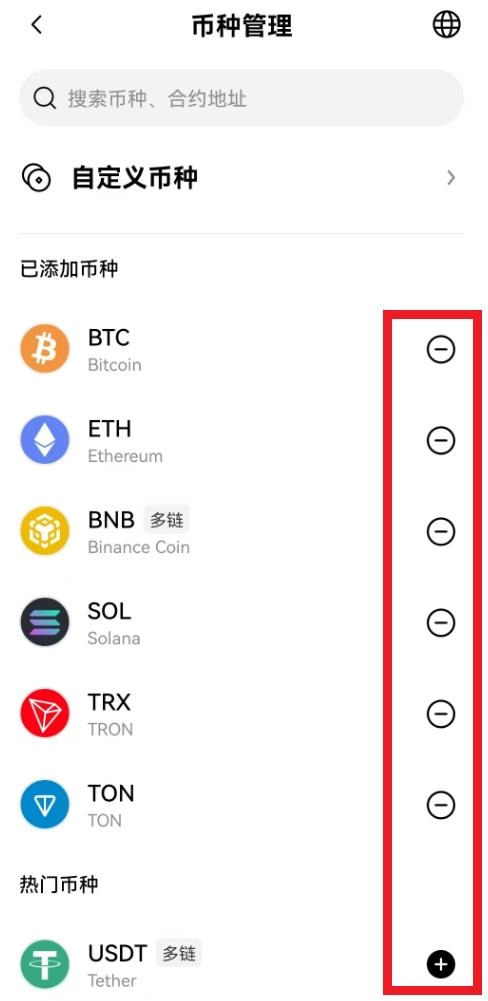 币种管理
搜索币种、合约地址
自定义币种
已添加币种
BTC
Bitcoin
ETH
Ethereum
BNB 多链
Binance Coin
SOL
Solana
TRX
TRON
TON
TON
热门币种
USDT 多链
Tether